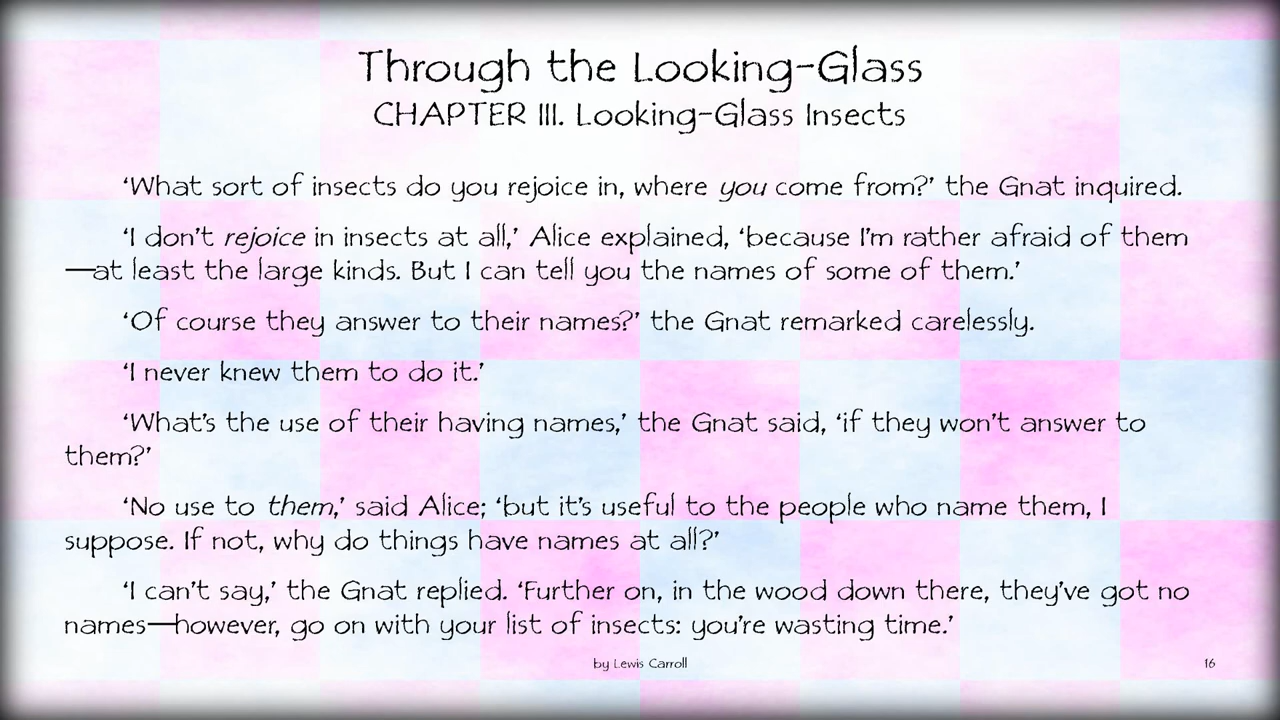 Through the Looking-Glass
CHAPTER III. Looking-Glass Insects
‘What sort of insects do you rejoice in, where you come from?’ the Gnat inquired.
‘I don’t rejoice in insects at all,’ Alice explained, ‘because I’m rather afraid of them
—at least the large kinds. But I can tell you the names of some of them.’
‘Of course they answer to their names?’ the Gnat remarked carelessly.
‘I never knew them to do it.’
‘What’s the use of their having names,’ the Gnat said, ‘if they won’t answer to
them?’
‘No use to them,’ said Alice; ‘but it’s useful to the people who name them, I
suppose. If not, why do things have names at all?’
‘I can’t say,’ the Gnat replied. ‘Further on, in the wood down there, they’ve got no
names—however, go on with your list of insects: you’re wasting time.’
by Lewis Carroll
16